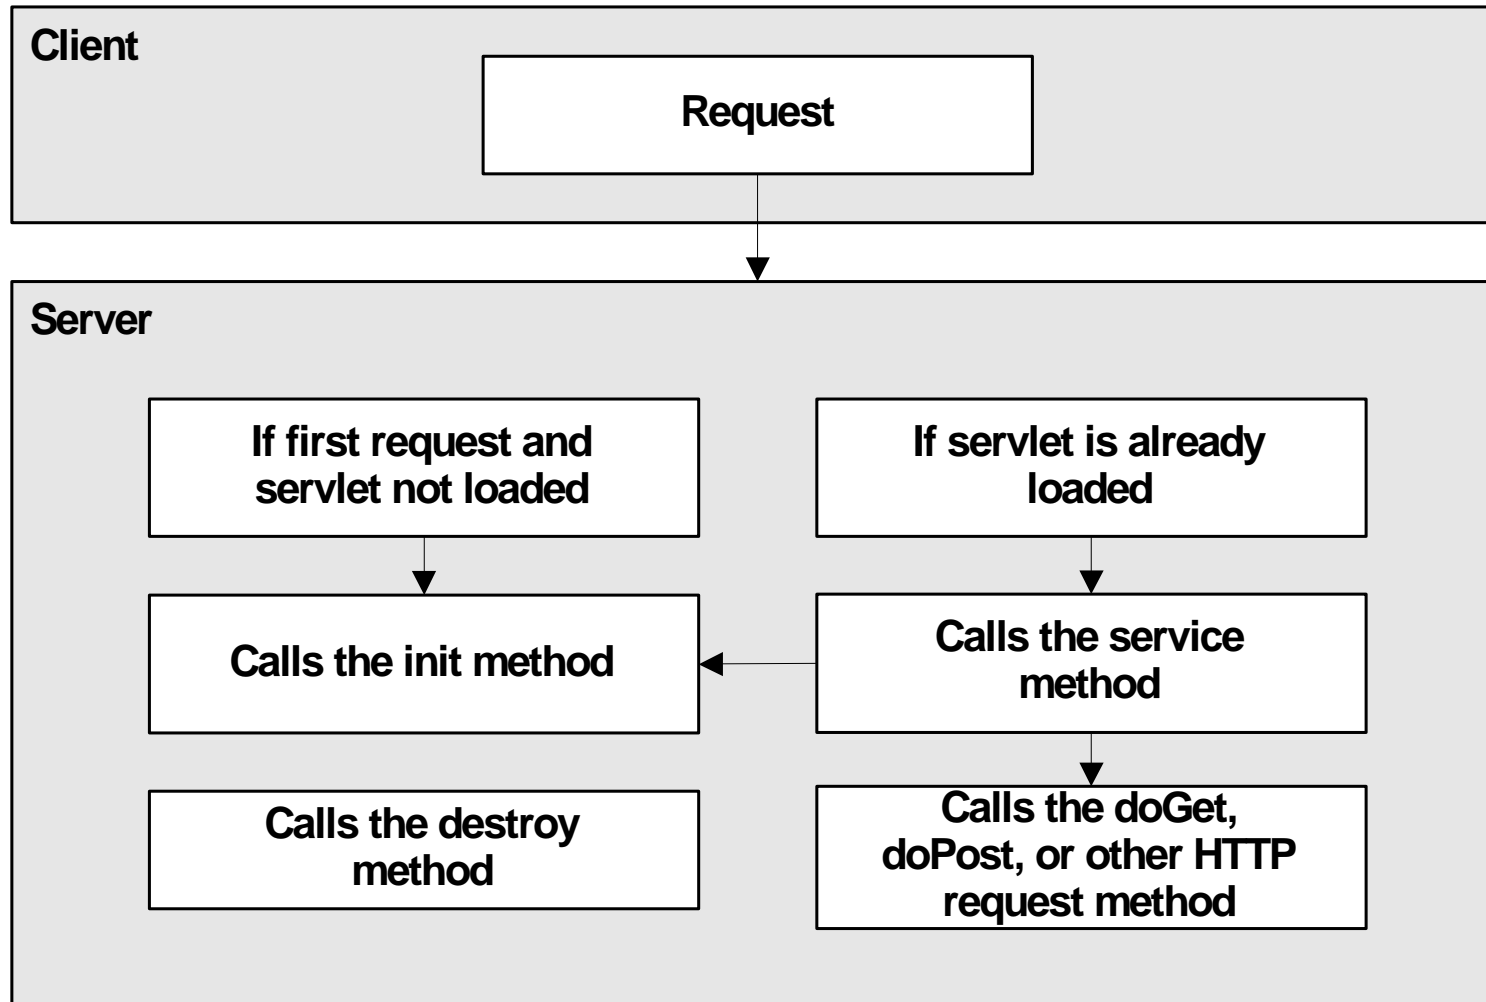 Client
Request
Server
If first request and
servlet not loaded
If servlet is already
loaded
Calls the init method
Calls the service
method
Calls the destroy
method
Calls the doGet,
doPost, or other HTTP
request method